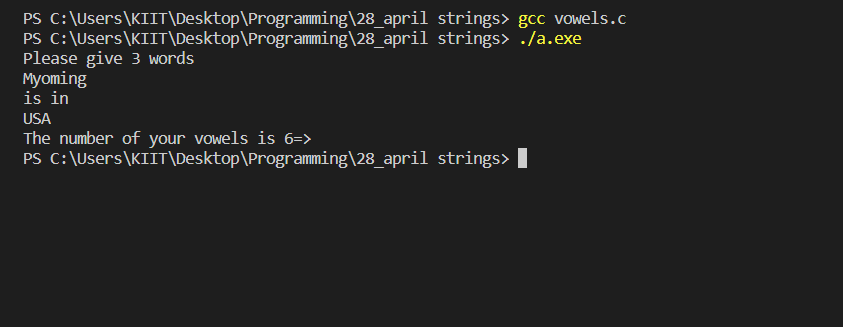 PS C:\Users\KIIT\Desktop\Programming\28_april strings> gcc vowels.c
PS C:\Users\KIIT\Desktop\Programming\28_april strings> ./a.exe
Please give 3 words
Myoming
is in
USA
The number of your vowels is 6=>
PS C:\Users\KIIT\Desktop\Programming\28_april strings>